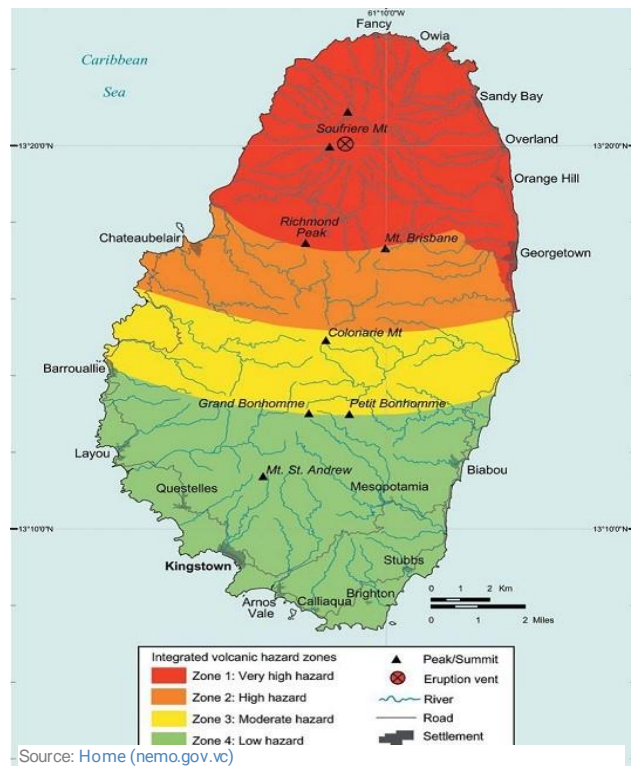 61°10'0"W
Fancy
Owia
Caribbean
Sea
Sandy Bay
Soufriere Mt
13°20'0"N
Overland
13°20'0"N
Orange Hill
Richmond
Peak
Chateaubelair
Mt. Brisbane
Georgetown
Colonarie Mt
Barrouallie
Grand Bonhomme
Petit Bonhomme
Layou
Mt. St. Andrew
Biabou
Questelles
Mesopotamia
13°10'0"N
13°10'0"N
Kingstown
Stubbs
Brighton
Arnos
Vale
Calliaqua
0 1 2 Km
0 1 2 Miles
Integrated volcanic hazard zones
Zone 1: Very high hazard
Zone 2: High hazard
Zone 3: Moderate hazard
Zone 4: Low hazard
Peak/Summit
Eruption vent
River
Road
Settlement
Source: Home (nemo.gov.vc)